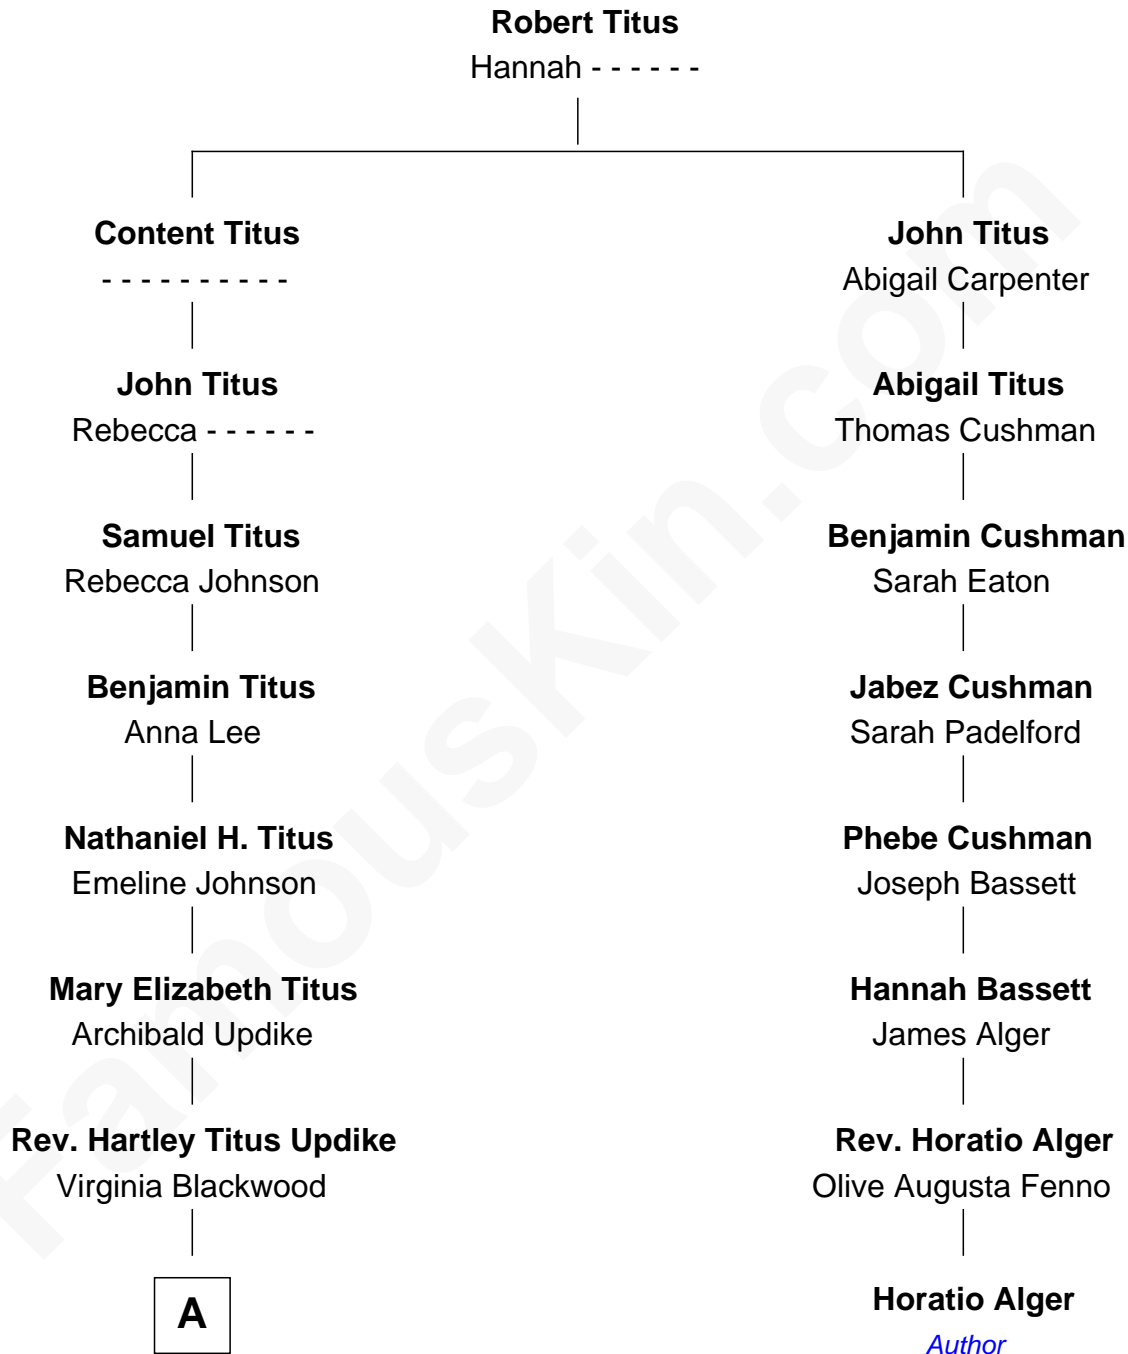 Robert Titus
Hannah - - - - - -
Content Titus
- - - - - - - - - -
John Titus
Rebecca - - - - - -
Samuel Titus
Rebecca Johnson
Benjamin Titus
Anna Lee
Nathaniel H. Titus
Emeline Johnson
Mary Elizabeth Titus
Archibald Updike
Rev. Hartley Titus Updike
Virginia Blackwood
A
John Titus
Abigail Carpenter
Abigail Titus
Thomas Cushman
Benjamin Cushman
Sarah Eaton
Jabez Cushman
Sarah Padelford
Phebe Cushman
Joseph Bassett
Hannah Bassett
James Alger
Rev. Horatio Alger
Olive Augusta Fenno
Horatio Alger
Author
FamousKin.com